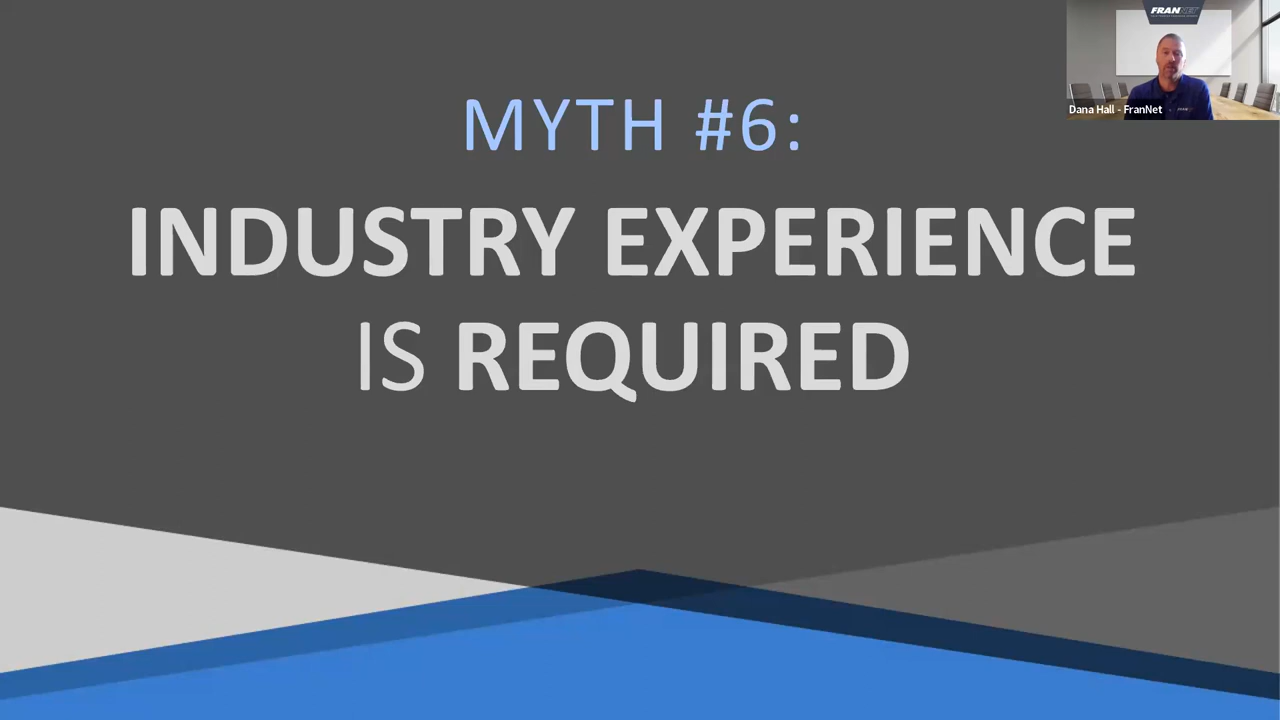 MYTH #6:
INDUSTRY EXPERIENCE
IS REQUIRED
FRANNET
Dana Hall - FranNet